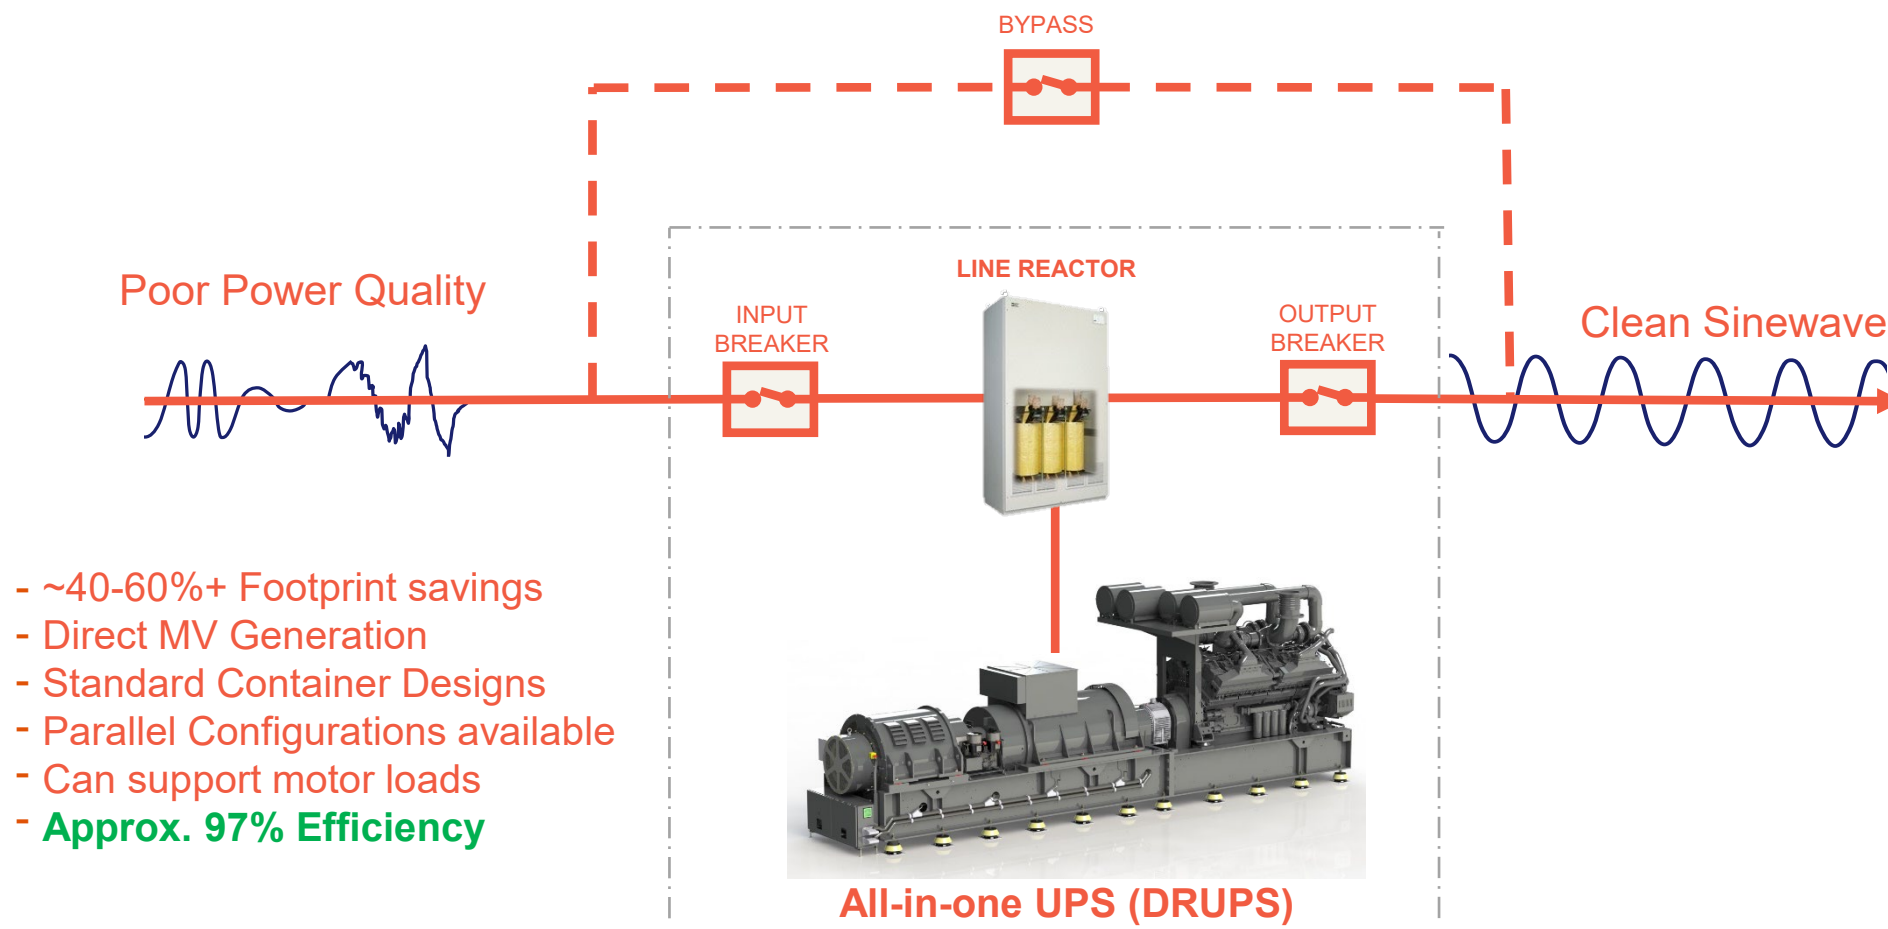 BYPASS
LINE REACTOR
Poor Power Quality
INPUT
BREAKER
OUTPUT
BREAKER
Clean Sinewave
- ~40-60%+ Footprint savings
- Direct MV Generation
- Standard Container Designs
- Parallel Configurations available
- Can support motor loads
- Approx. 97% Efficiency
All-in-one UPS (DRUPS)